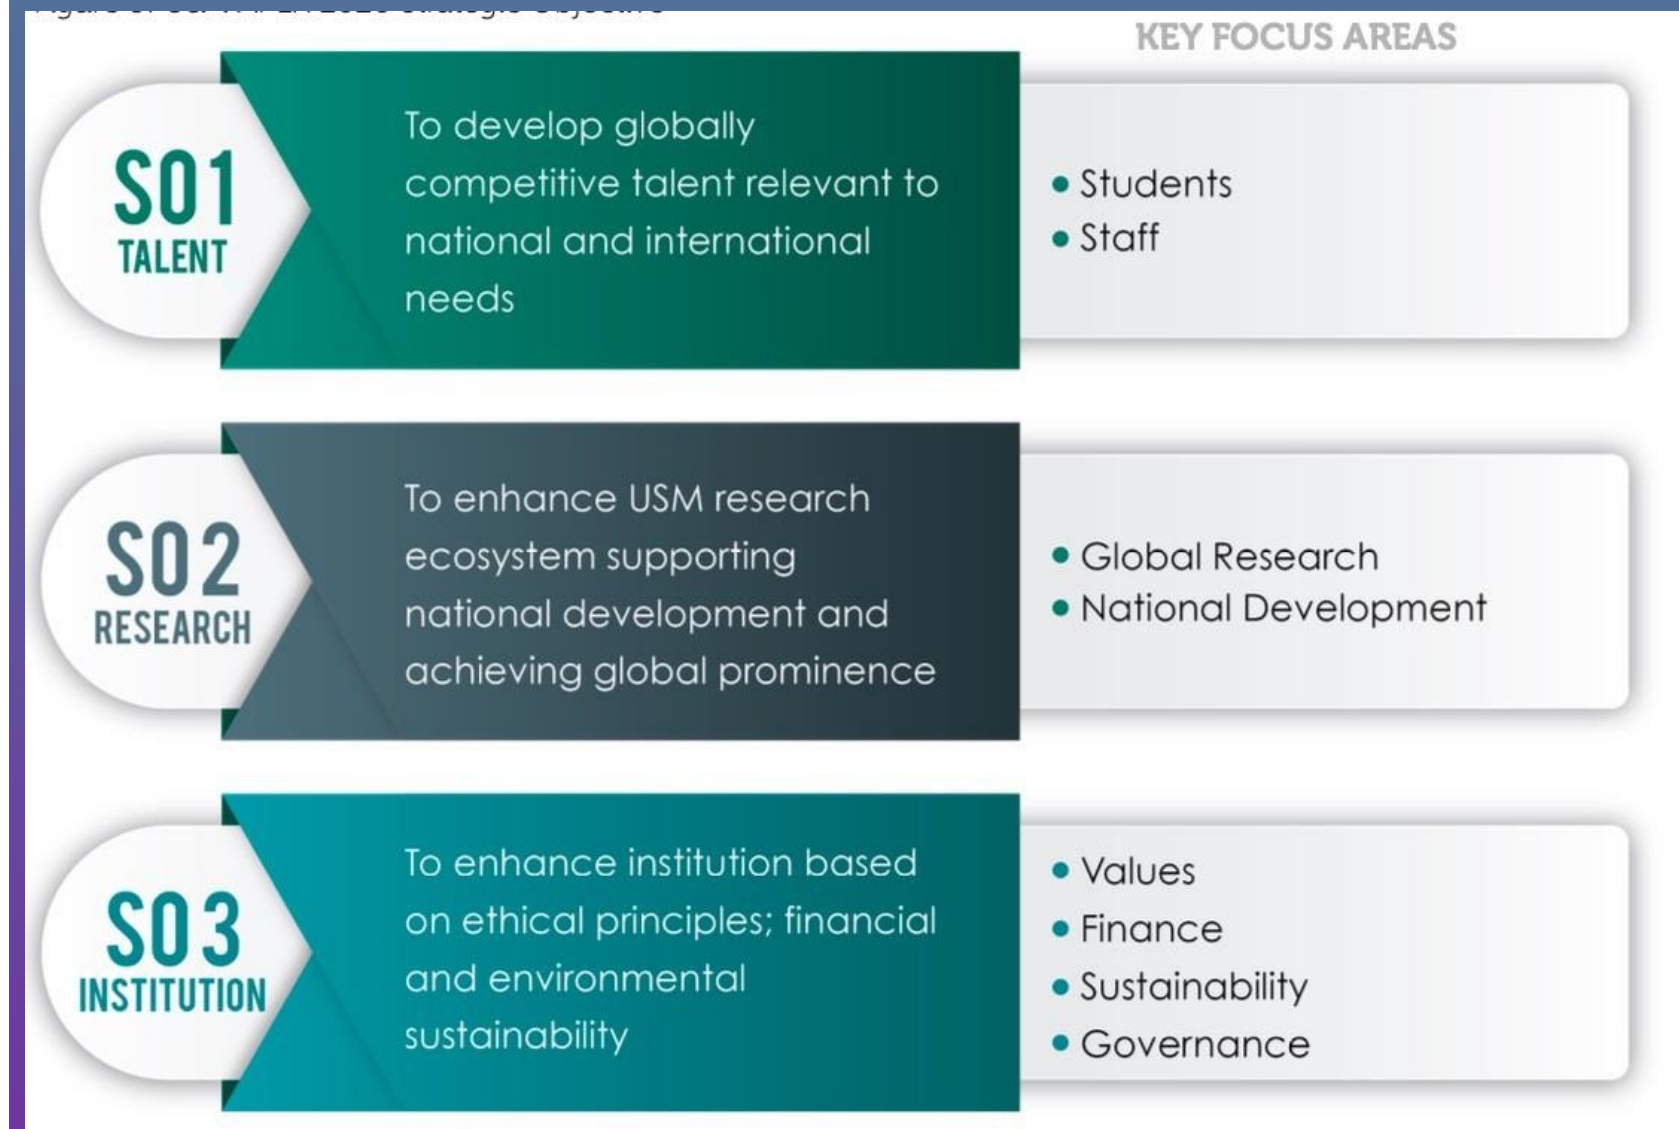 KEY FOCUS AREAS
SO1
TALENT
To develop globally
competitive talent relevant to
national and international
needs
• Students
• Staff
SO2
RESEARCH
To enhance USM research
ecosystem supporting
national development and
achieving global prominence
• Global Research
• National Development
SO3
INSTITUTION
To enhance institution based
on ethical principles; financial
and environmental
sustainability
• Values
• Finance
• Sustainability
• Governance